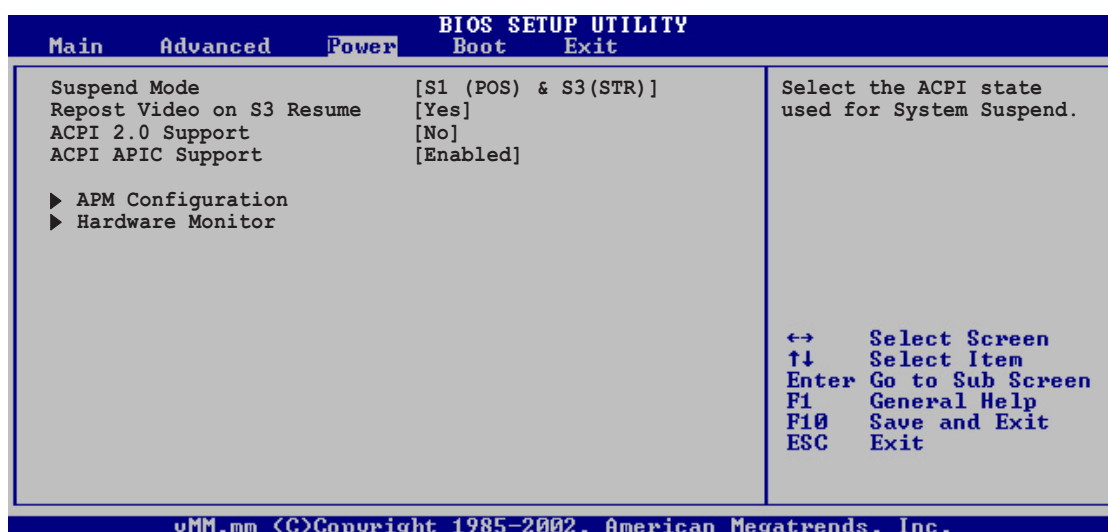 BIOS SETUP UTILITY
Main Advanced Power Boot Exit
Suspend Mode [S1 (POS) & S3(STR)]
Repost Video on S3 Resume [Yes]
ACPI 2.0 Support [No]
ACPI APIC Support [Enabled]
▶ APM Configuration
▶ Hardware Monitor
Select the ACPI state
used for System Suspend.
←→ Select Screen
↑↓ Select Item
Enter Go to Sub Screen
F1 General Help
F10 Save and Exit
ESC Exit
vMM.mm (C)Copyright 1985-2002, American Megatrends, Inc.